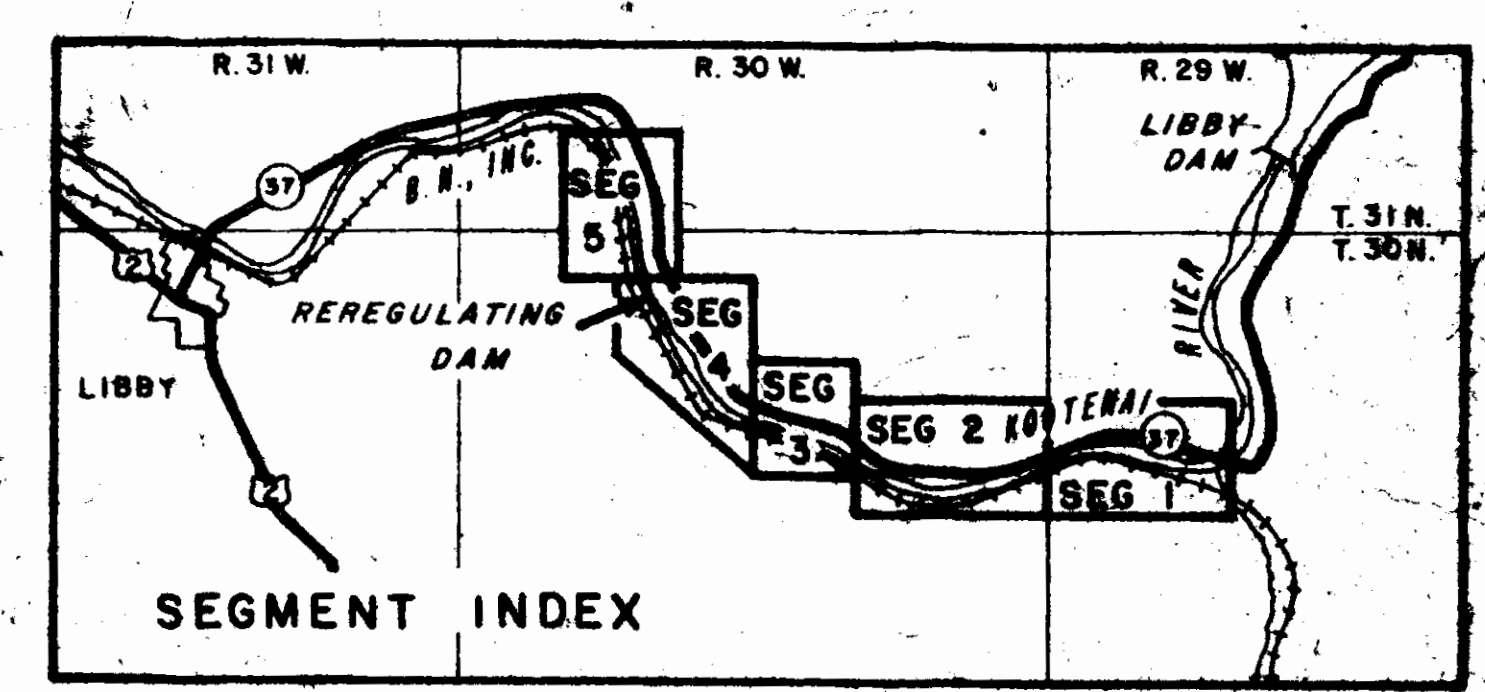 R. 31 W.
R. 30 W.
R. 29 W.
LIBBY
DAM
37
B. N., INC.
SEG
5
T. 31 N.
T. 30 N.
2
RIVER
REREGULATING
DAM
SEG
4
LIBBY
SEG
3
SEG 2
KOOTENAI
37
SEG 1
2
SEGMENT INDEX